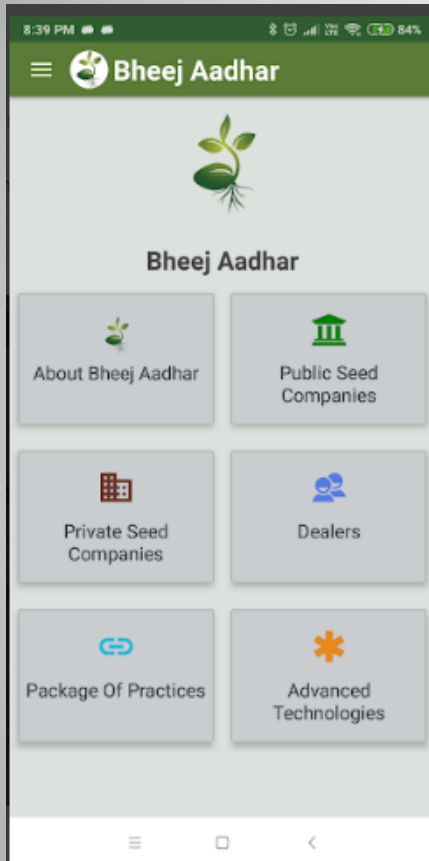 8:39 PM 84%
Bheej Aadhar
Bheej Aadhar
About Bheej Aadhar
Public Seed
Companies
Private Seed
Companies
Dealers
Package Of Practices
Advanced
Technologies